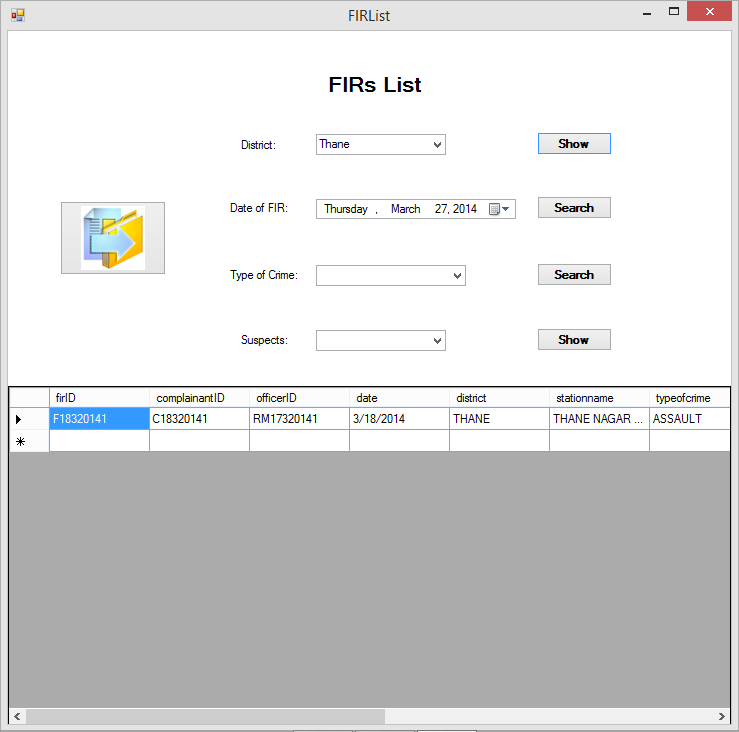 FIRList
FIRs List
District: Thane Show
Date of FIR: Thursday , March 27, 2014 Search
Type of Crime: Search
Suspects: Show
firID complainantID officerID date district stationname typeofcrime
F18320141 C18320141 RM17320141 3/18/2014 THANE THANE NAGAR ... ASSAULT